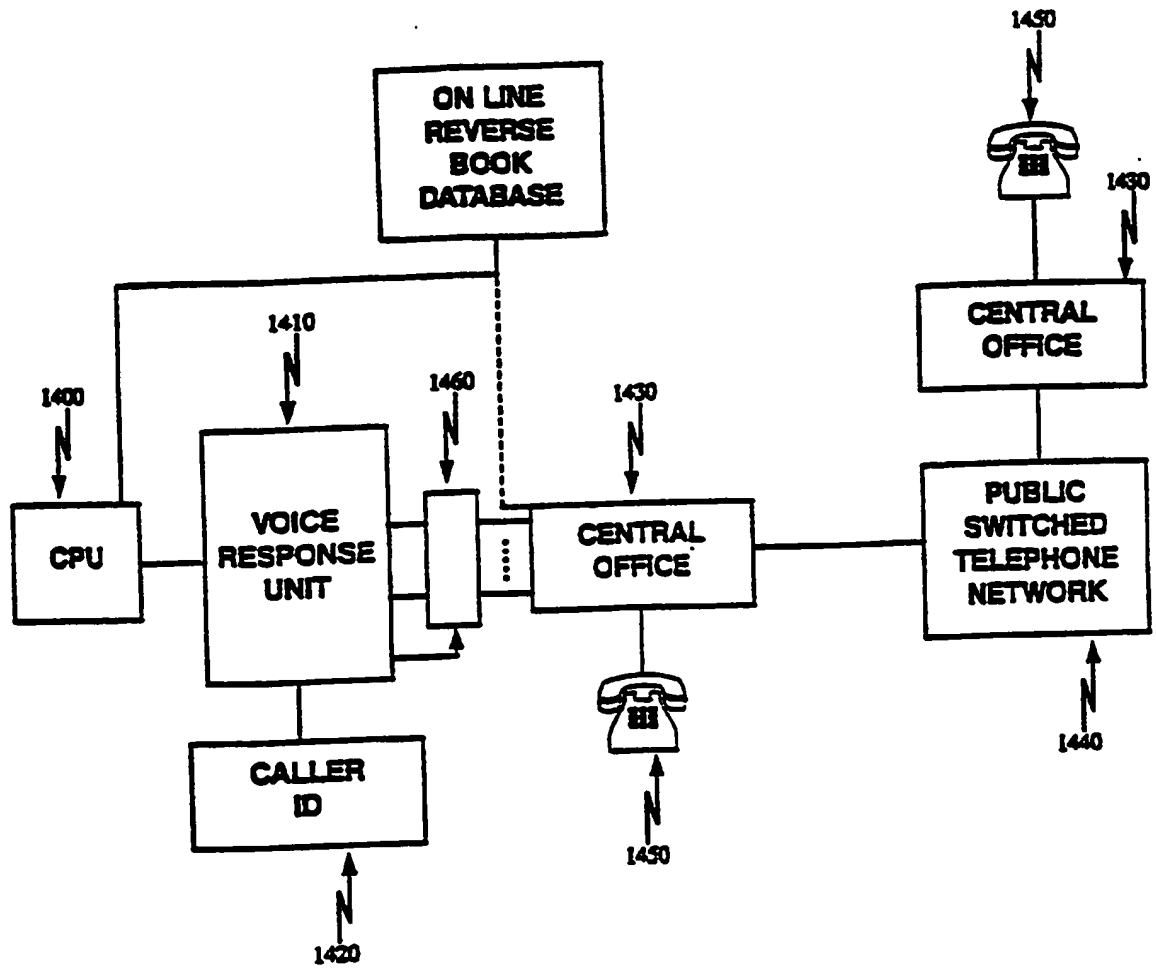 1450
ON LINE
REVERSE
BOOK
DATABASE
1430
1410
CENTRAL
OFFICE
1460
1400
1430
PUBLIC
SWITCHED
TELEPHONE
NETWORK
VOICE
RESPONSE
UNIT
CENTRAL
OFFICE
CPU
1440
CALLER
ID
1450
1420